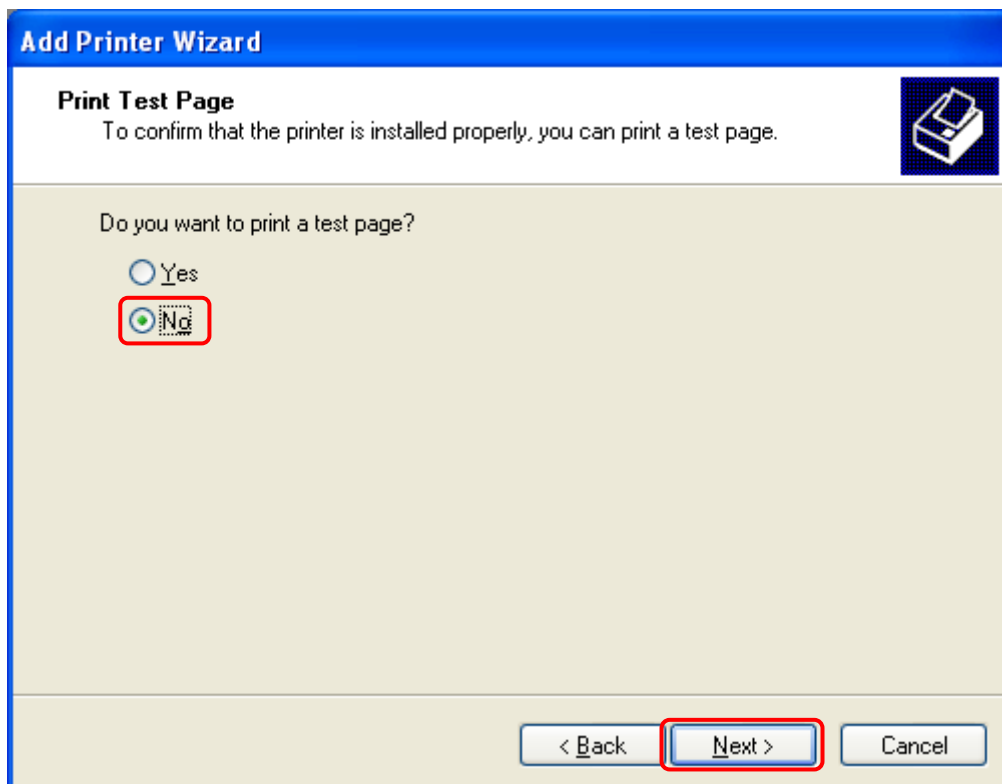 Add Printer Wizard
Print Test Page
To confirm that the printer is installed properly, you can print a test page.
Do you want to print a test page?
Yes
No
< Back Next > Cancel